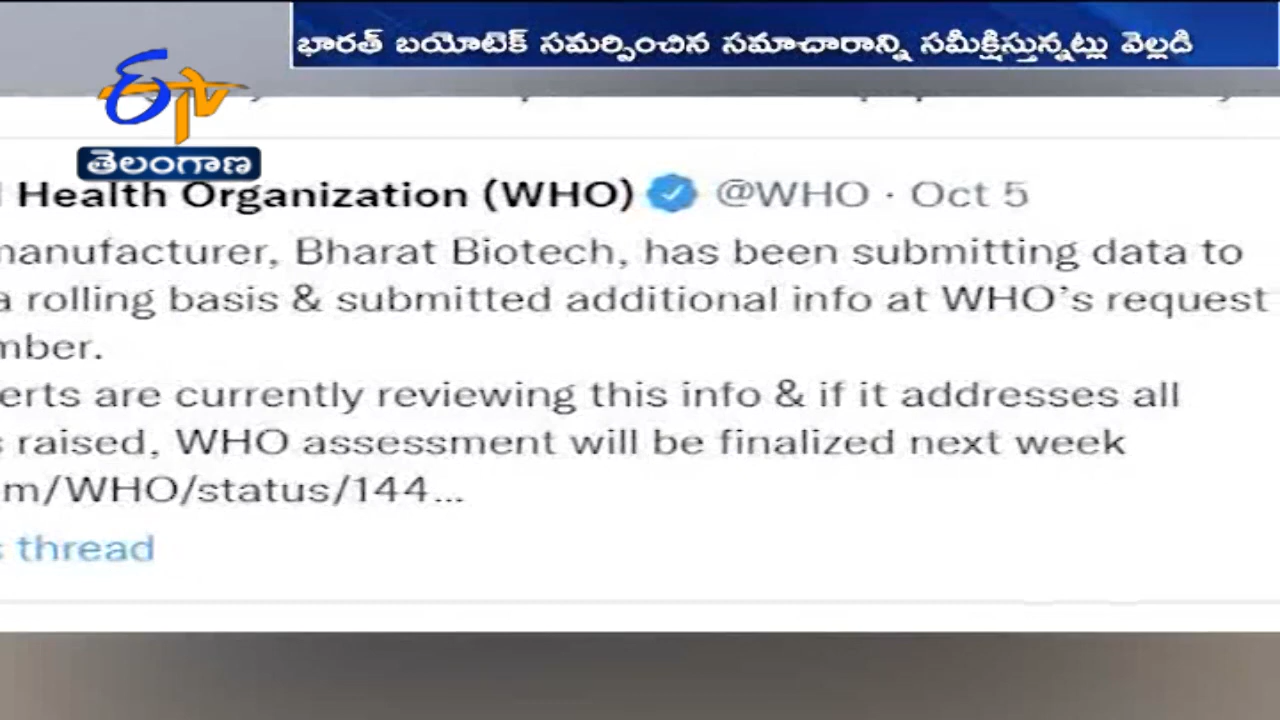 భారత్ బయోటెక్ సమర్పించిన సమాచారాన్ని సమీక్షిస్తున్నట్లు వెల్లడి
ETV
తెలంగాణ
Health Organization (WHO) @WHO · Oct 5
manufacturer, Bharat Biotech, has been submitting data to
a rolling basis & submitted additional info at WHO's request
mber.
erts are currently reviewing this info & if it addresses all
s raised, WHO assessment will be finalized next week
m/WHO/status/144...
s thread